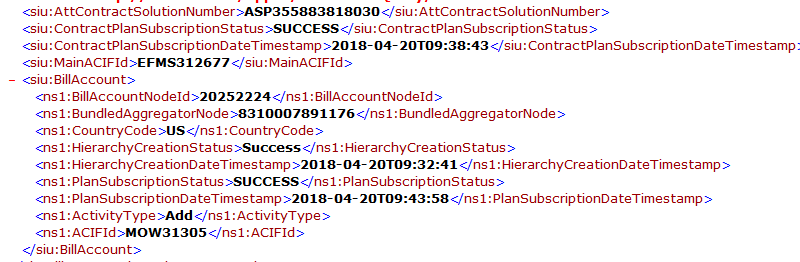 <siu:AttContractSolutionNumber>ASP355883818030</siu:AttContractSolutionNumber>
<siu:ContractPlanSubscriptionStatus>SUCCESS</siu:ContractPlanSubscriptionStatus>
<siu:ContractPlanSubscriptionDateTimestamp>2018-04-20T09:38:43</siu:ContractPlanSubscriptionDateTimestamp>
<siu:MainACIFId>EFMS312677</siu:MainACIFId>
- <siu:BillAccount>
<ns1:BillAccountNodeId>20252224</ns1:BillAccountNodeId>
<ns1:BundledAggregatorNode>8310007891176</ns1:BundledAggregatorNode>
<ns1:CountryCode>US</ns1:CountryCode>
<ns1:HierarchyCreationStatus>Success</ns1:HierarchyCreationStatus>
<ns1:HierarchyCreationDateTimestamp>2018-04-20T09:32:41</ns1:HierarchyCreationDateTimestamp>
<ns1:PlanSubscriptionStatus>SUCCESS</ns1:PlanSubscriptionStatus>
<ns1:PlanSubscriptionDateTimestamp>2018-04-20T09:43:58</ns1:PlanSubscriptionDateTimestamp>
<ns1:ActivityType>Add</ns1:ActivityType>
<ns1:ACIFId>MOW31305</ns1:ACIFId>
</siu:BillAccount>